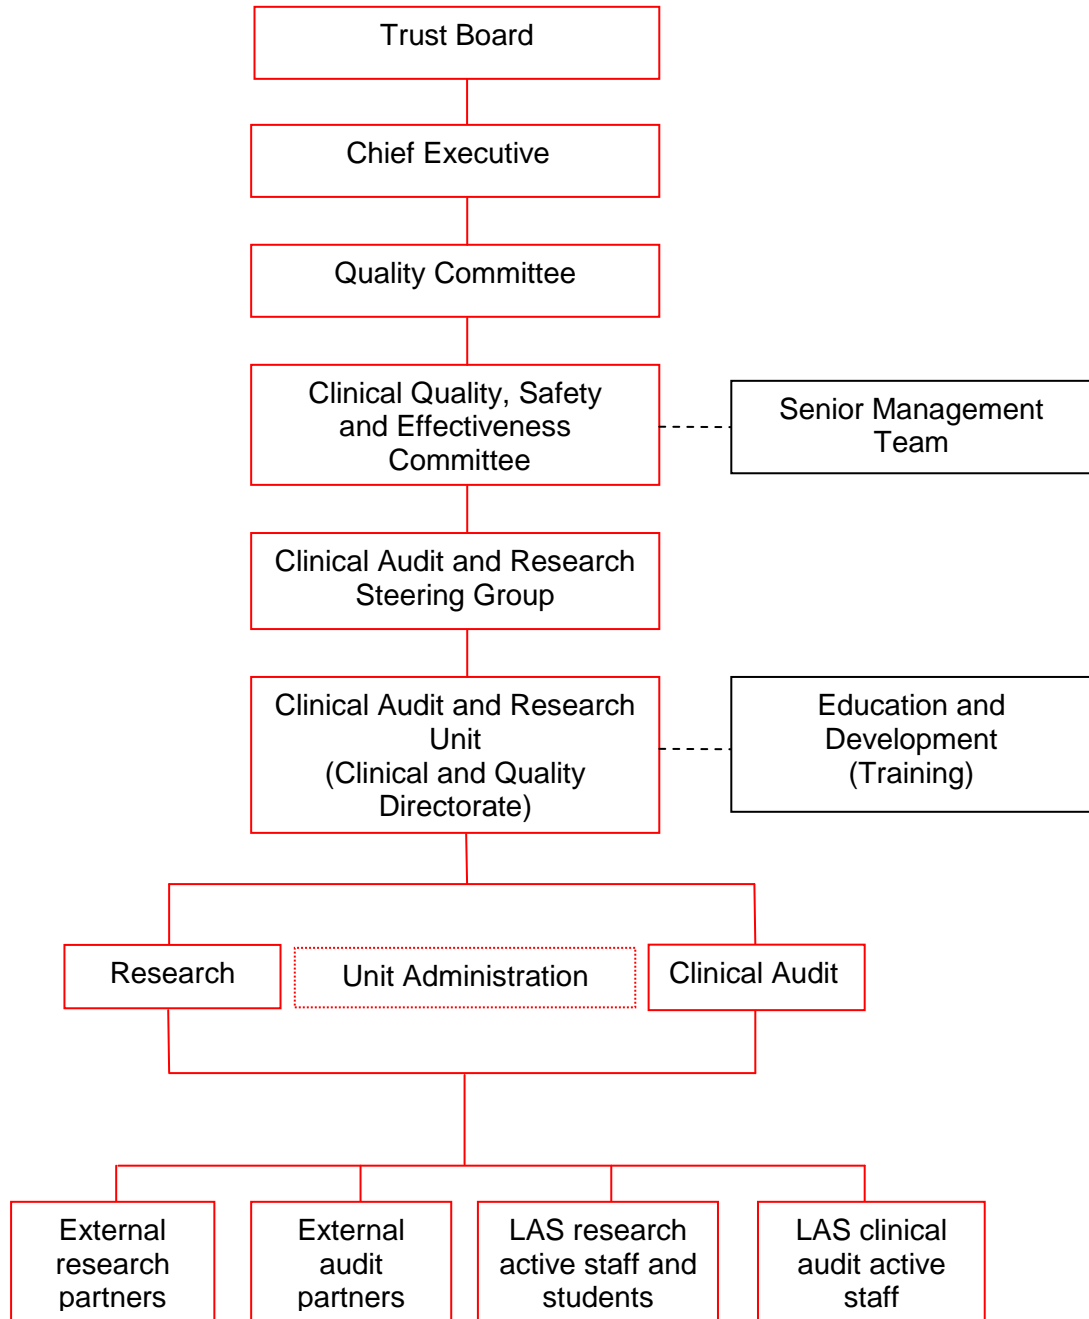 Trust Board
Chief Executive
Quality Committee
Clinical Quality, Safety
and Effectiveness
Committee
Senior Management
Team
Clinical Audit and Research
Steering Group
Clinical Audit and Research
Unit
(Clinical and Quality
Directorate)
Education and
Development
(Training)
Research
Unit Administration
Clinical Audit
External
research
partners
External
audit
partners
LAS research
active staff and
students
LAS clinical
audit active
staff